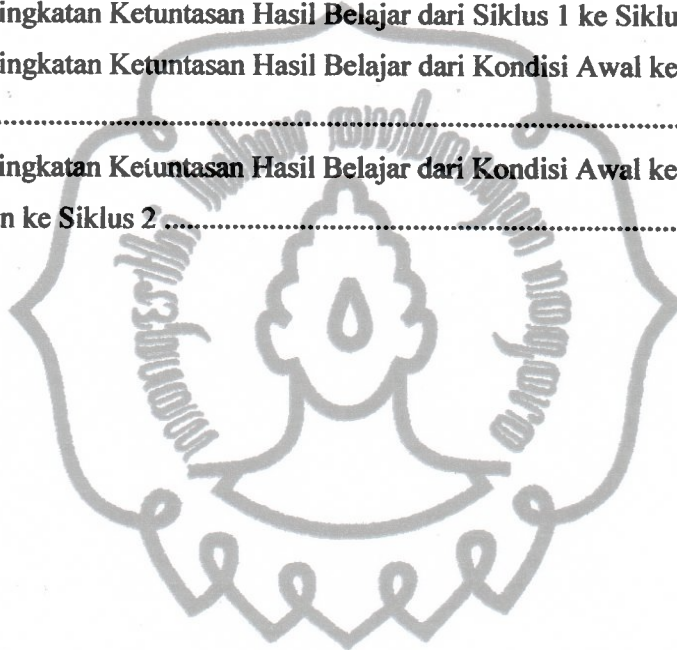 ingkatan Ketuntasan Hasil Belajar dari Siklus 1 ke Siklu
ingkatan Ketuntasan Hasil Belajar dari Kondisi Awal ke
................................................................................
ingkatan Ketuntasan Hasil Belajar dari Kondisi Awal ke
n ke Siklus 2 ................................................................